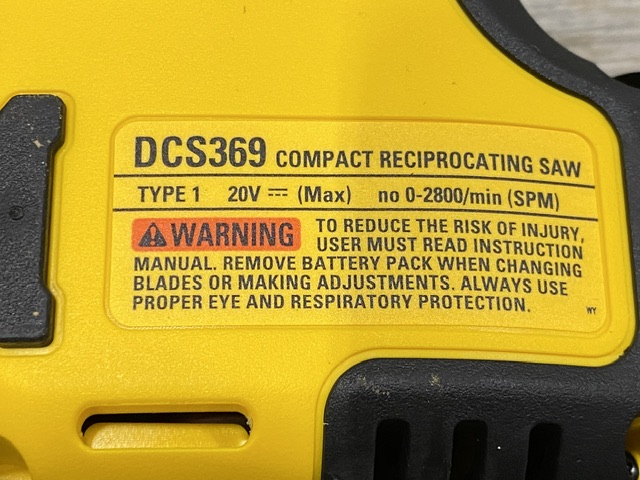 DCS369 COMPACT RECIPROCATING SAW
TYPE 1 20V ⎓ (Max) no 0-2800/min (SPM)
⚠WARNING TO REDUCE THE RISK OF INJURY,
USER MUST READ INSTRUCTION
MANUAL. REMOVE BATTERY PACK WHEN CHANGING
BLADES OR MAKING ADJUSTMENTS. ALWAYS USE
PROPER EYE AND RESPIRATORY PROTECTION.
WY